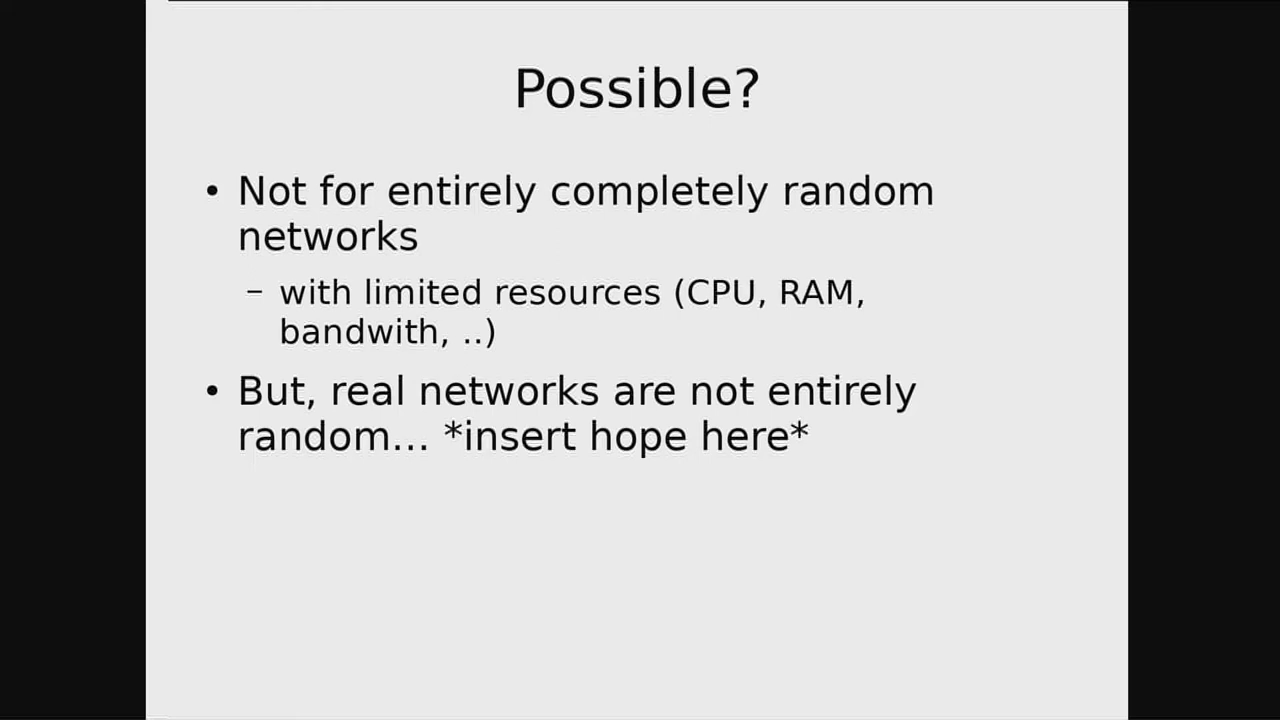 Possible?
• Not for entirely completely random
networks
– with limited resources (CPU, RAM,
bandwith, ..)
• But, real networks are not entirely
random... *insert hope here*